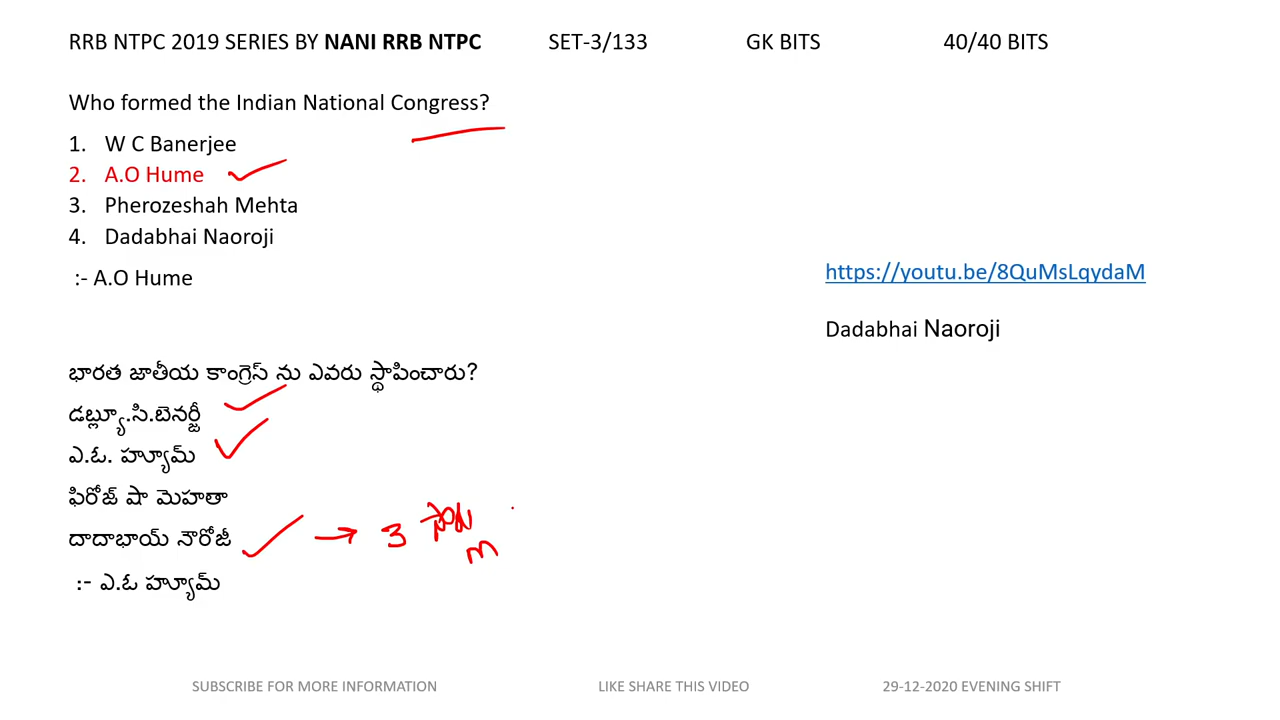 RRB NTPC 2019 SERIES BY NANI RRB NTPC SET-3/133 GK BITS 40/40 BITS
Who formed the Indian National Congress?
1. W C Banerjee
2. A.O Hume
3. Pherozeshah Mehta
4. Dadabhai Naoroji
:- A.O Hume
https://youtu.be/8QuMsLqydaM
Dadabhai Naoroji
భారత జాతీయ కాంగ్రెస్ ను ఎవరు స్థాపించారు?
డబ్ల్యూ.సి.బెనర్జీ
ఎ.ఓ. హ్యూమ్
ఫిరోజ్ షా మెహతా
దాదాభాయ్ నౌరోజీ → 3
:- ఎ.ఓ హ్యూమ్
SUBSCRIBE FOR MORE INFORMATION LIKE SHARE THIS VIDEO 29-12-2020 EVENING SHIFT